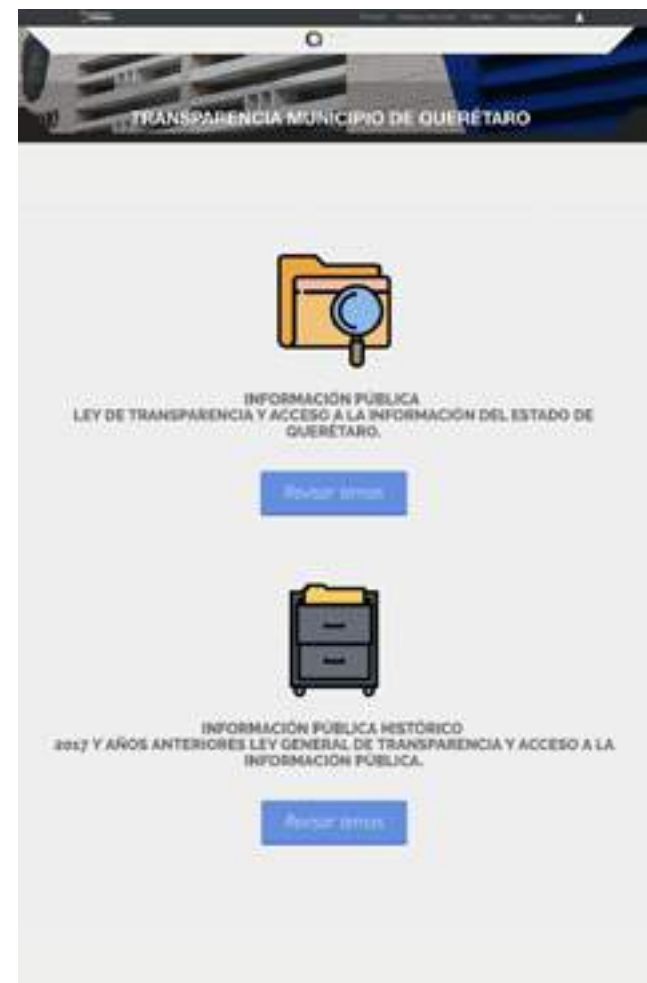 TRANSPARENCIA MUNICIPIO DE QUERÉTARO
INFORMACIÓN PÚBLICA
LEY DE TRANSPARENCIA Y ACCESO A LA INFORMACIÓN DEL ESTADO DE
QUERÉTARO.
Revisar temas
INFORMACIÓN PÚBLICA HISTÓRICO
2017 Y AÑOS ANTERIORES LEY GENERAL DE TRANSPARENCIA Y ACCESO A LA
INFORMACIÓN PÚBLICA.
Revisar temas